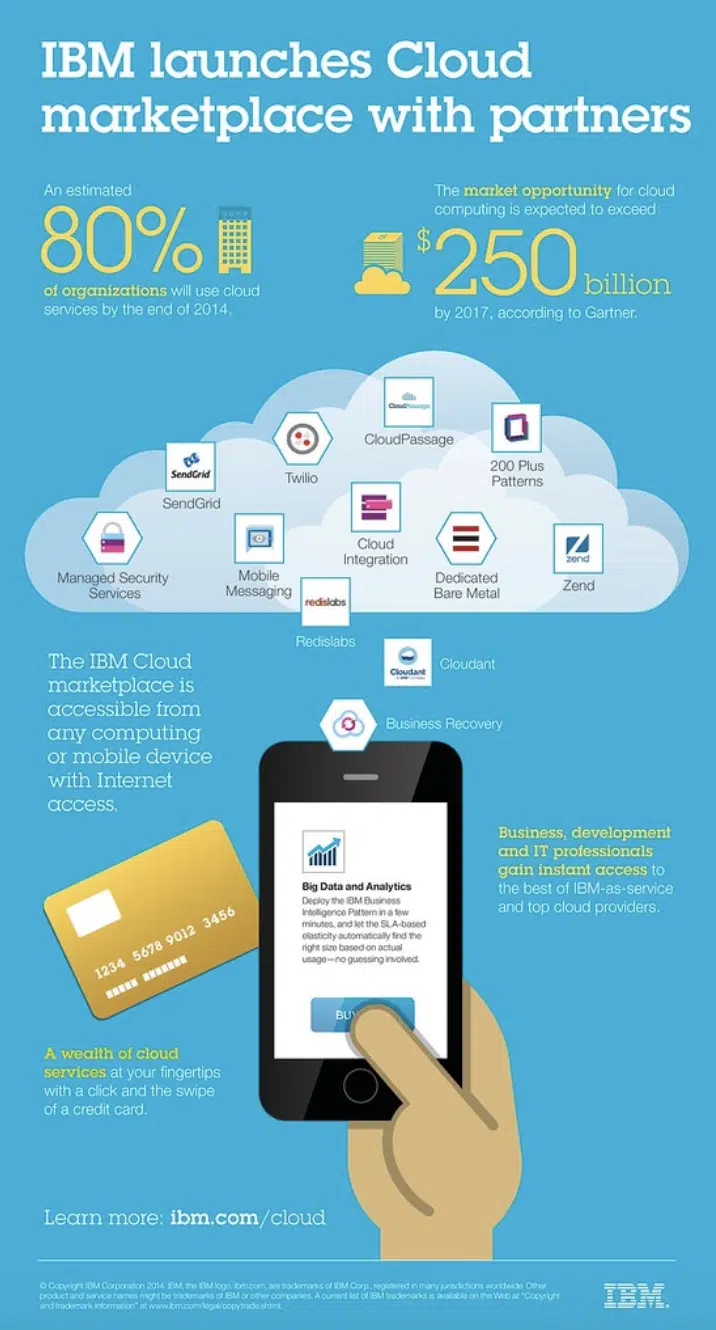 IBM launches Cloud
marketplace with partners
An estimated
80%
of organizations will use cloud
services by the end of 2014.
The market opportunity for cloud
computing is expected to exceed
$250 billion
by 2017, according to Gartner.
CloudPassage
CloudPassage
200 Plus
Patterns
Twilio
SendGrid
SendGrid
Cloud
Integration
Managed Security
Services
Mobile
Messaging
Dedicated
Bare Metal
zend
Zend
redislabs
Redislabs
Cloudant
Cloudant
Business Recovery
The IBM Cloud
marketplace is
accessible from
any computing
or mobile device
with Internet
access.
Big Data and Analytics
Deploy the IBM Business
Intelligence Pattern in a few
minutes, and let the SLA-based
elasticity automatically find the
right size based on actual
usage—no guessing involved.
BU
Business, development
and IT professionals
gain instant access to
the best of IBM-as-service
and top cloud providers.
1234 5678 9012 3456
A wealth of cloud
services at your fingertips
with a click and the swipe
of a credit card.
Learn more: ibm.com/cloud
© Copyright IBM Corporation 2014. IBM, the IBM logo, ibm.com, are trademarks of IBM Corp., registered in many jurisdictions worldwide. Other
product and service names might be trademarks of IBM or other companies. A current list of IBM trademarks is available on the Web at "Copyright
and trademark information" at www.ibm.com/legal/copytrade.shtml.
IBM.